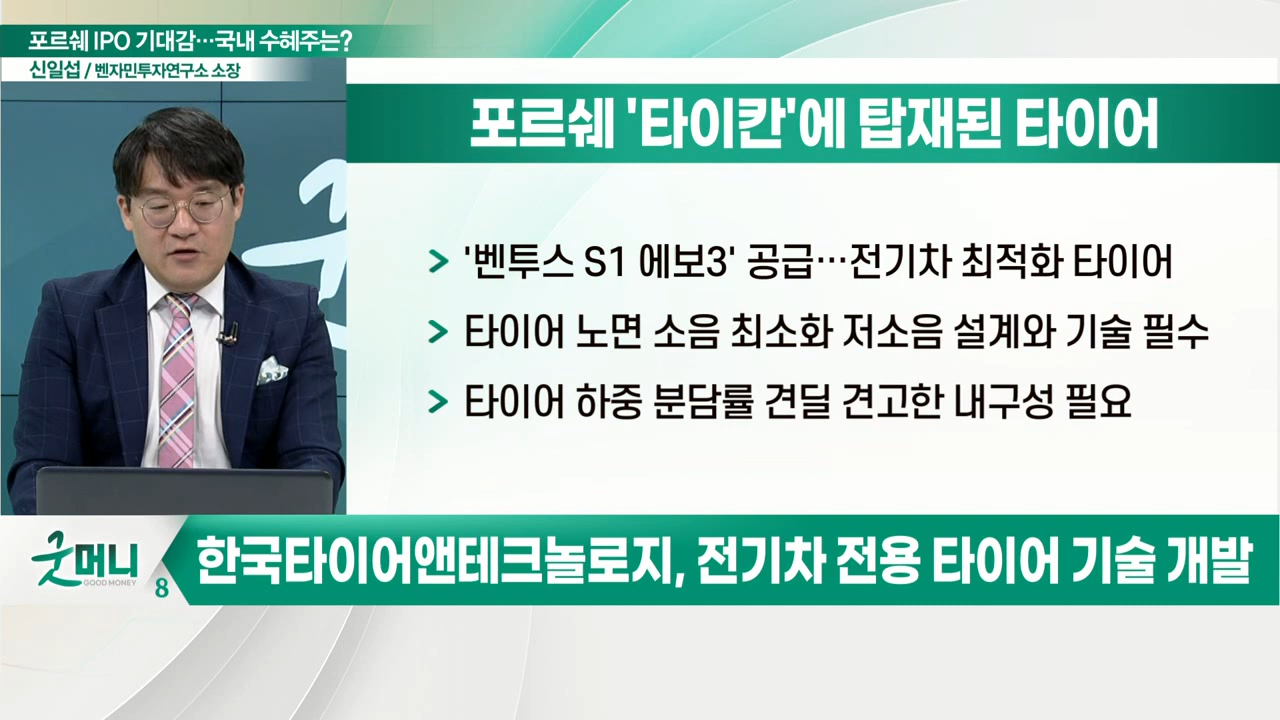 포르쉐 IPO 기대감…국내 수혜주는?
신일섭 / 벤자민투자연구소 소장
포르쉐 '타이칸'에 탑재된 타이어
> '벤투스 S1 에보3' 공급…전기차 최적화 타이어
> 타이어 노면 소음 최소화 저소음 설계와 기술 필수
> 타이어 하중 분담률 견딜 견고한 내구성 필요
굿머니
GOOD MONEY
8
한국타이어앤테크놀로지, 전기차 전용 타이어 기술 개발